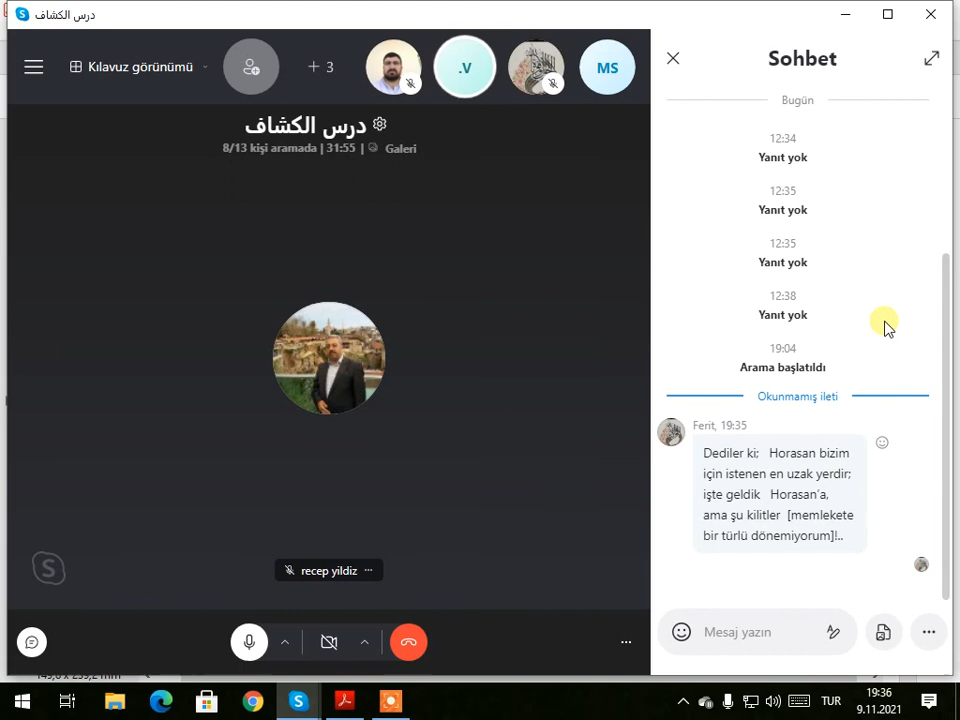 درس الكشاف
Kılavuz görünümü
3
.V
MS
درس الكشاف
8/13 kişi aramada | 31:55 | Galeri
recep yildiz
Sohbet
Bugün
12:34
Yanıt yok
12:35
Yanıt yok
12:35
Yanıt yok
12:38
Yanıt yok
19:04
Arama başlatıldı
Okunmamış ileti
Ferit, 19:35
Dediler ki; Horasan bizim
için istenen en uzak yerdir;
işte geldik Horasan’a,
ama şu kilitler [memlekete
bir türlü dönemiyorum]!..
Mesaj yazın
TUR
19:36
9.11.2021